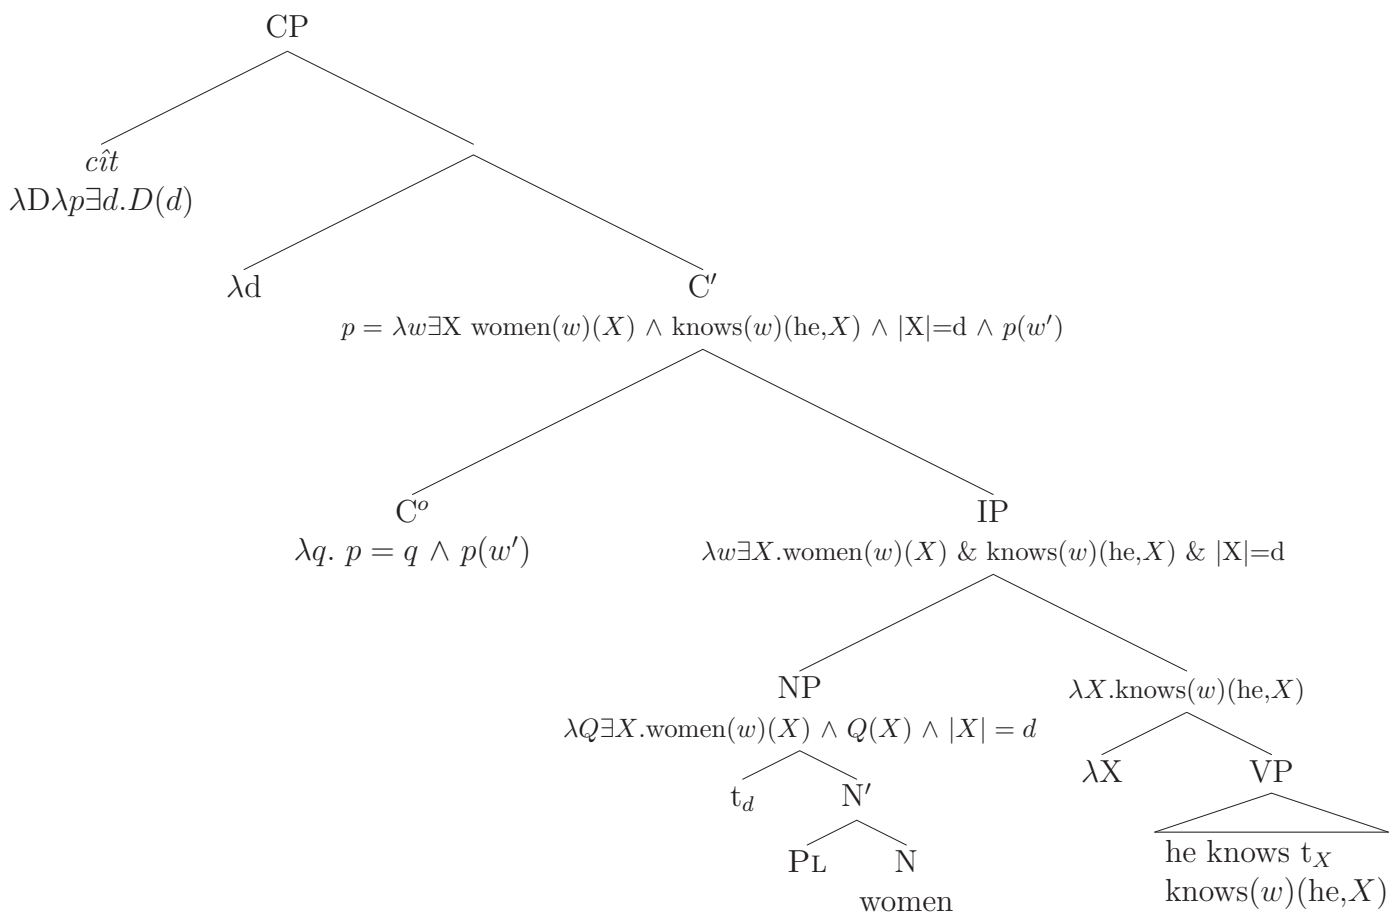 CP
cît
λDλp∃d.D(d)
λd
C′
p = λw∃X women(w)(X) ∧ knows(w)(he,X) ∧ |X|=d ∧ p(w′)
Cᵒ
λq. p = q ∧ p(w′)
IP
λw∃X.women(w)(X) & knows(w)(he,X) & |X|=d
NP
λQ∃X.women(w)(X) ∧ Q(X) ∧ |X| = d
λX.knows(w)(he,X)
t_d
N′
λX
VP
PL
N
women
he knows t_X
knows(w)(he,X)